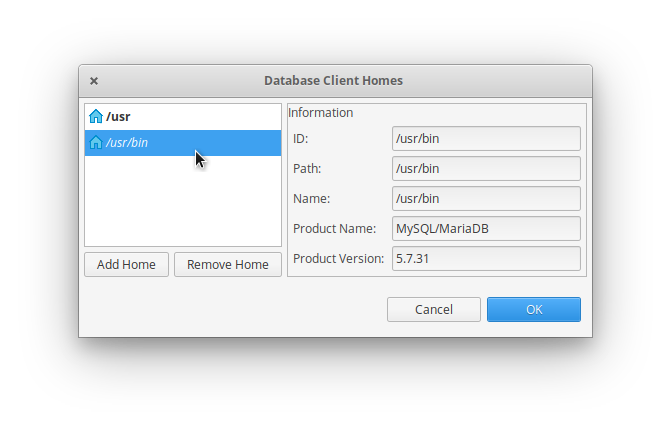 Database Client Homes
/usr
/usr/bin
Add Home
Remove Home
Information
ID: /usr/bin
Path: /usr/bin
Name: /usr/bin
Product Name: MySQL/MariaDB
Product Version: 5.7.31
Cancel
OK